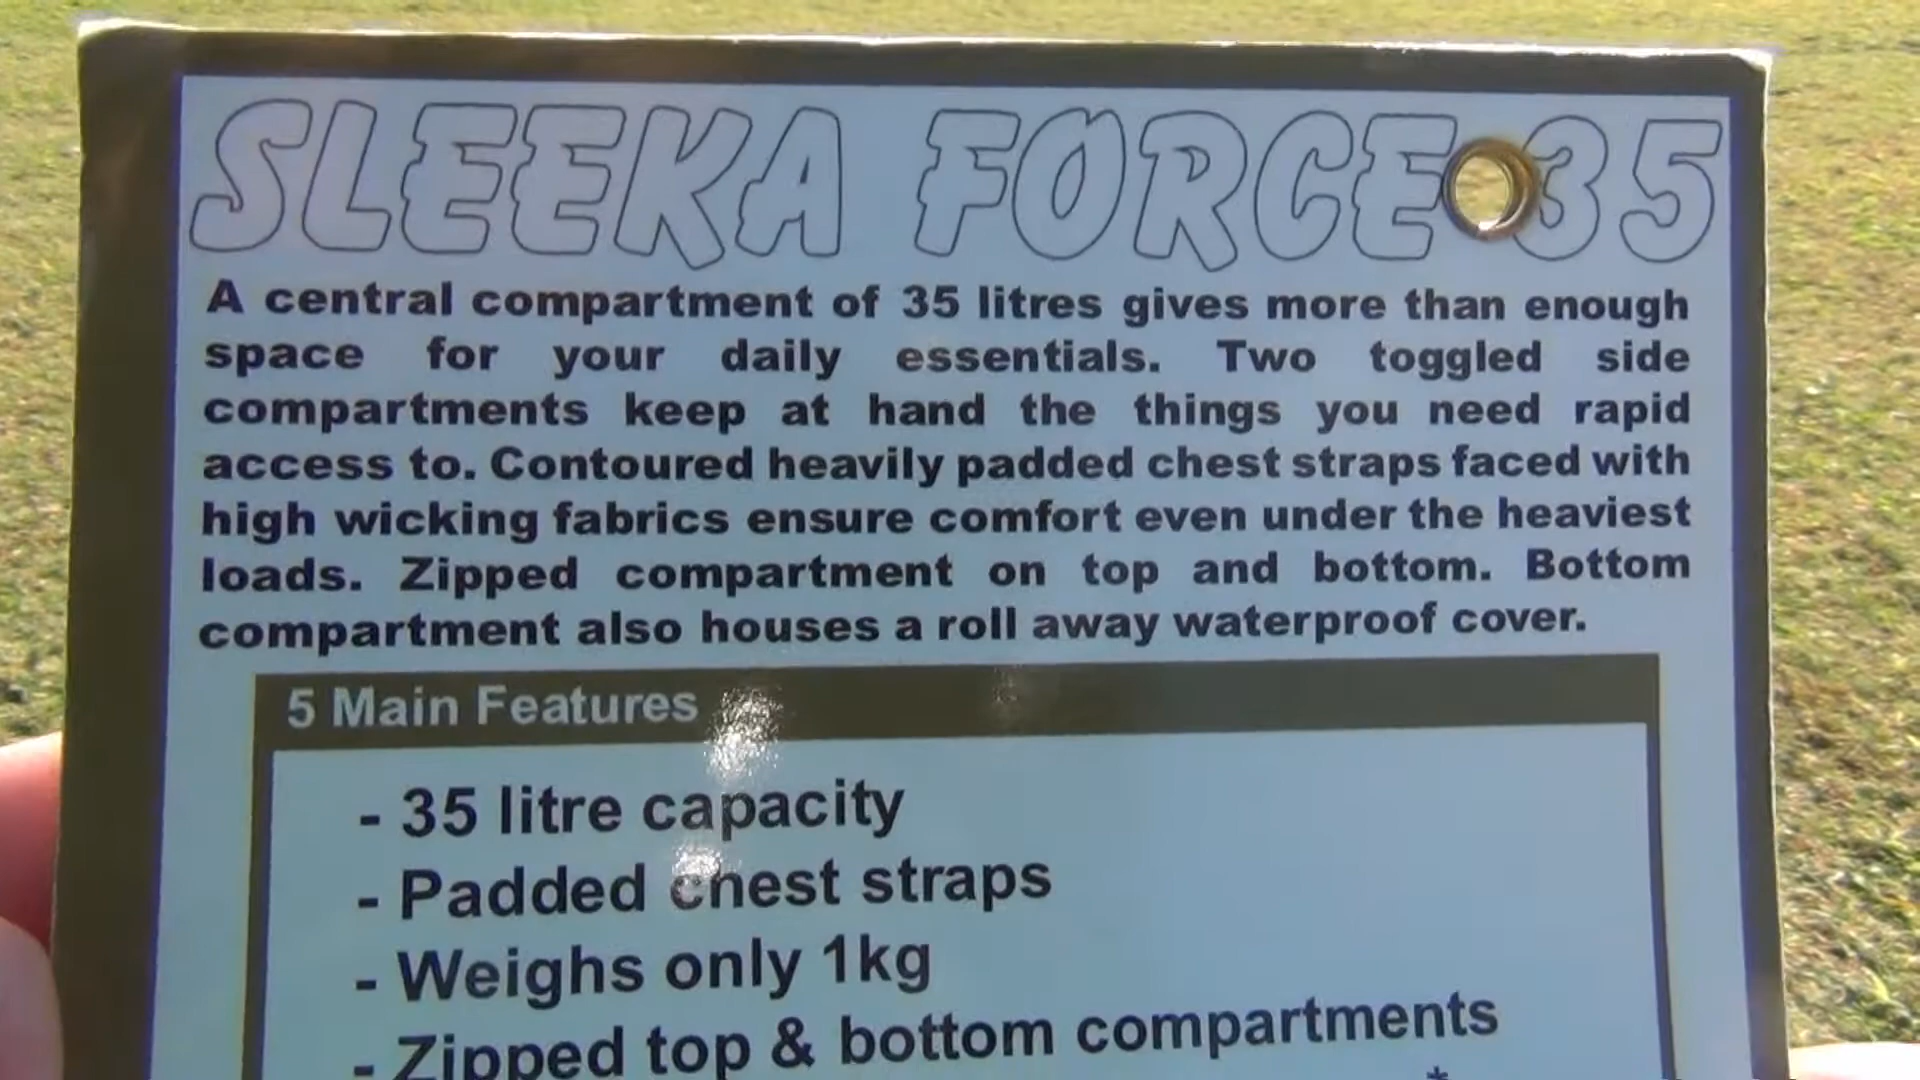 SLEEKA FORCE 35
A central compartment of 35 litres gives more than enough
space for your daily essentials. Two toggled side
compartments keep at hand the things you need rapid
access to. Contoured heavily padded chest straps faced with
high wicking fabrics ensure comfort even under the heaviest
loads. Zipped compartment on top and bottom. Bottom
compartment also houses a roll away waterproof cover.
5 Main Features
- 35 litre capacity
- Padded chest straps
- Weighs only 1kg
- Zipped top & bottom compartments